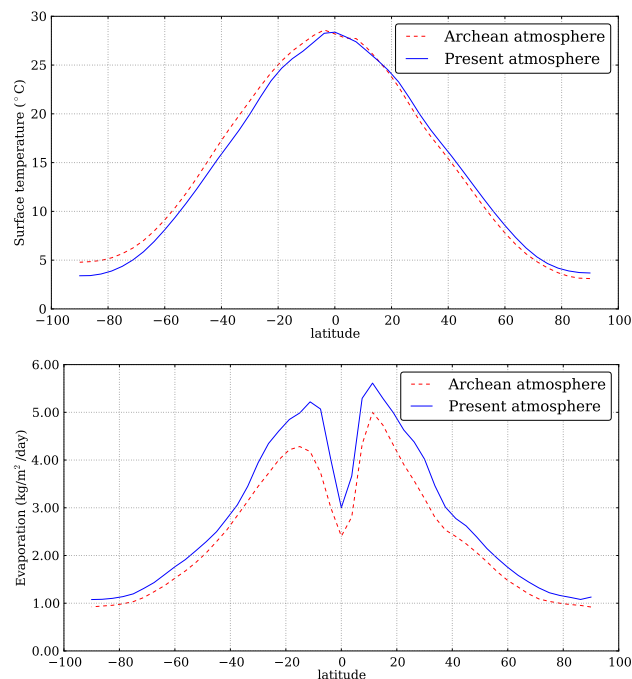 30
25
20
15
10
5
0
Surface temperature (°C)
Archean atmosphere
Present atmosphere
−100 −80 −60 −40 −20 0 20 40 60 80 100
latitude
6.00
5.00
4.00
3.00
2.00
1.00
0.00
Evaporation (kg/m² /day)
Archean atmosphere
Present atmosphere
−100 −80 −60 −40 −20 0 20 40 60 80 100
latitude